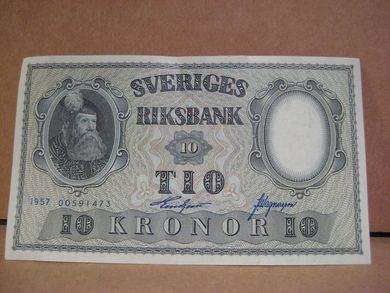 SVERIGES
RIKSBANK
10
TIO
1957 00591473
10 KRONOR 10